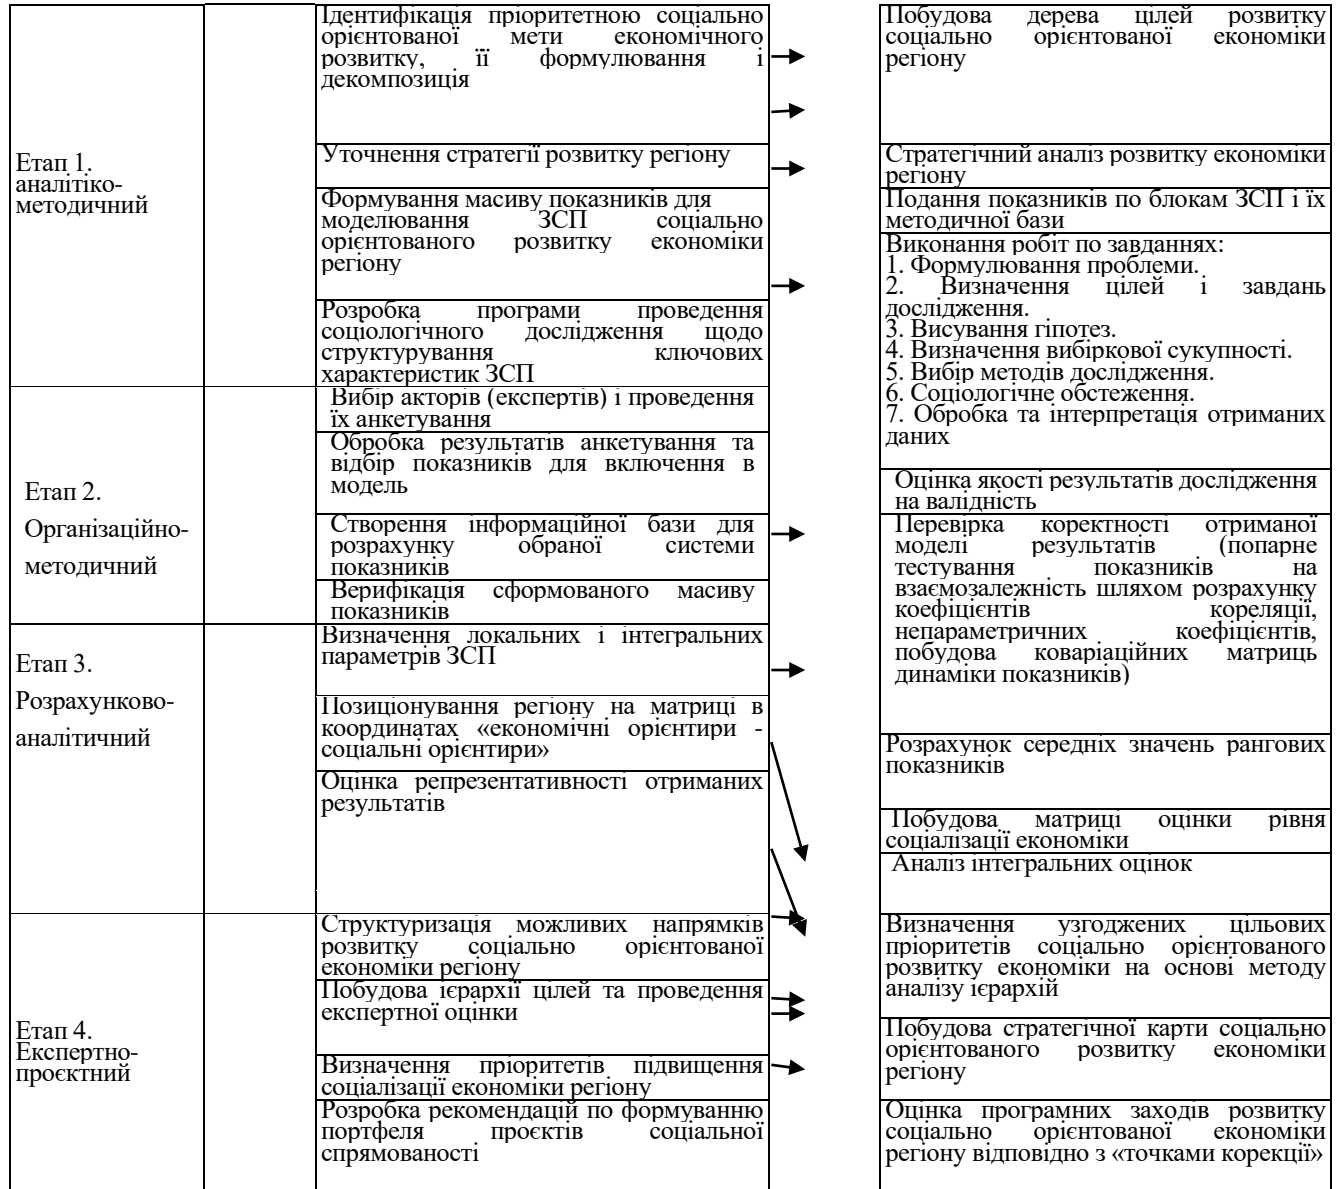 Етап 1.
аналітіко-
методичний
Ідентифікація пріоритетною соціально
орієнтованої мети економічного
розвитку, її формулювання і
декомпозиція
Уточнення стратегії розвитку регіону
Формування масиву показників для
моделювання ЗСП соціально
орієнтованого розвитку економіки
регіону
Розробка програми проведення
соціологічного дослідження щодо
структурування ключових
характеристик ЗСП
Етап 2.
Організаційно-
методичний
Вибір акторів (експертів) і проведення
їх анкетування
Обробка результатів анкетування та
відбір показників для включення в
модель
Створення інформаційної бази для
розрахунку обраної системи
показників
Верифікація сформованого масиву
показників
Етап 3.
Розрахунково-
аналітичний
Визначення локальних і інтегральних
параметрів ЗСП
Позиціонування регіону на матриці в
координатах «економічні орієнтири -
соціальні орієнтири»
Оцінка репрезентативності отриманих
результатів
Етап 4.
Експертно-
проєктний
Структуризація можливих напрямків
розвитку соціально орієнтованої
економіки регіону
Побудова ієрархії цілей та проведення
експертної оцінки
Визначення пріоритетів підвищення
соціалізації економіки регіону
Розробка рекомендацій по формуванню
портфеля проєктів соціальної
спрямованості
Побудова дерева цілей розвитку
соціально орієнтованої економіки
регіону
Стратегічний аналіз розвитку економіки
регіону
Подання показників по блокам ЗСП і їх
методичної бази
Виконання робіт по завданнях:
1. Формулювання проблеми.
2. Визначення цілей і завдань
дослідження.
3. Висування гіпотез.
4. Визначення вибіркової сукупності.
5. Вибір методів дослідження.
6. Соціологічне обстеження.
7. Обробка та інтерпретація отриманих
даних
Оцінка якості результатів дослідження
на валідність
Перевірка коректності отриманої
моделі результатів (попарне
тестування показників на
взаємозалежність шляхом розрахунку
коефіцієнтів кореляції,
непараметричних коефіцієнтів,
побудова коваріаційних матриць
динаміки показників)
Розрахунок середніх значень рангових
показників
Побудова матриці оцінки рівня
соціалізації економіки
Аналіз інтегральних оцінок
Визначення узгоджених цільових
пріоритетів соціально орієнтованого
розвитку економіки на основі методу
аналізу ієрархій
Побудова стратегічної карти соціально
орієнтованого розвитку економіки
регіону
Оцінка програмних заходів розвитку
соціально орієнтованої економіки
регіону відповідно з «точками корекції»